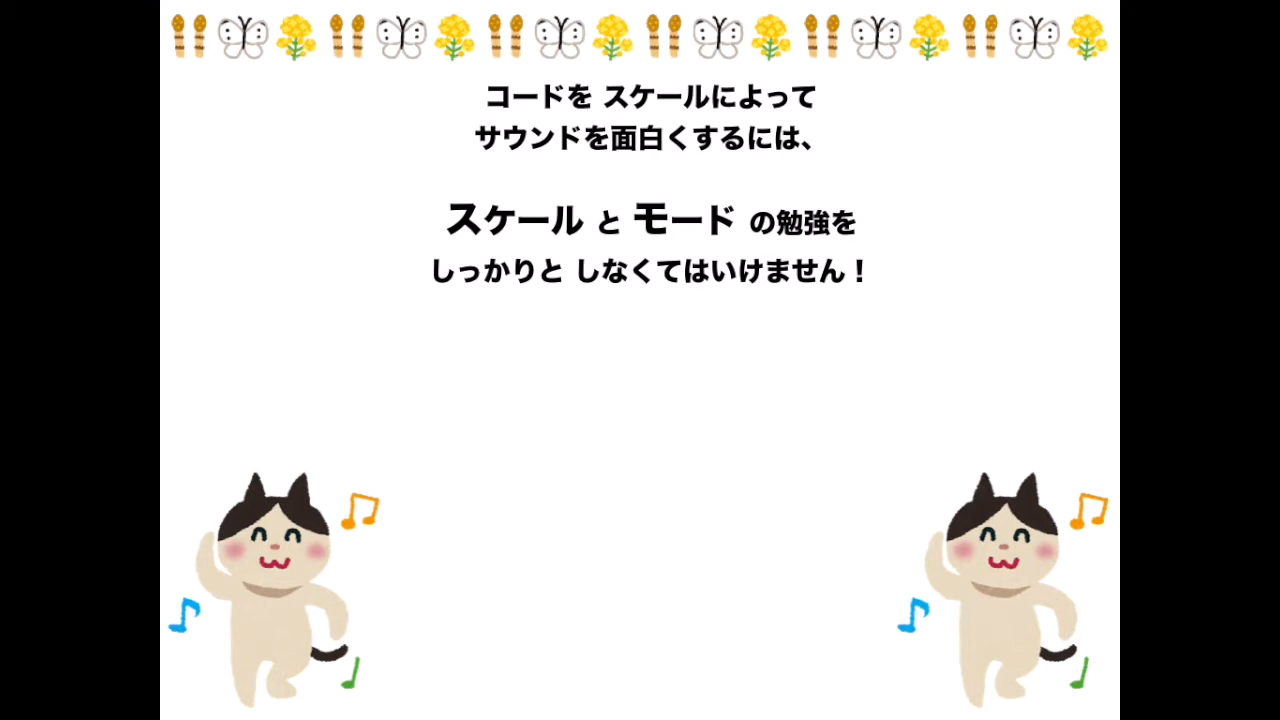 コードを スケールによって
サウンドを面白くするには、
スケール と モード の勉強を
しっかりと しなくてはいけません！